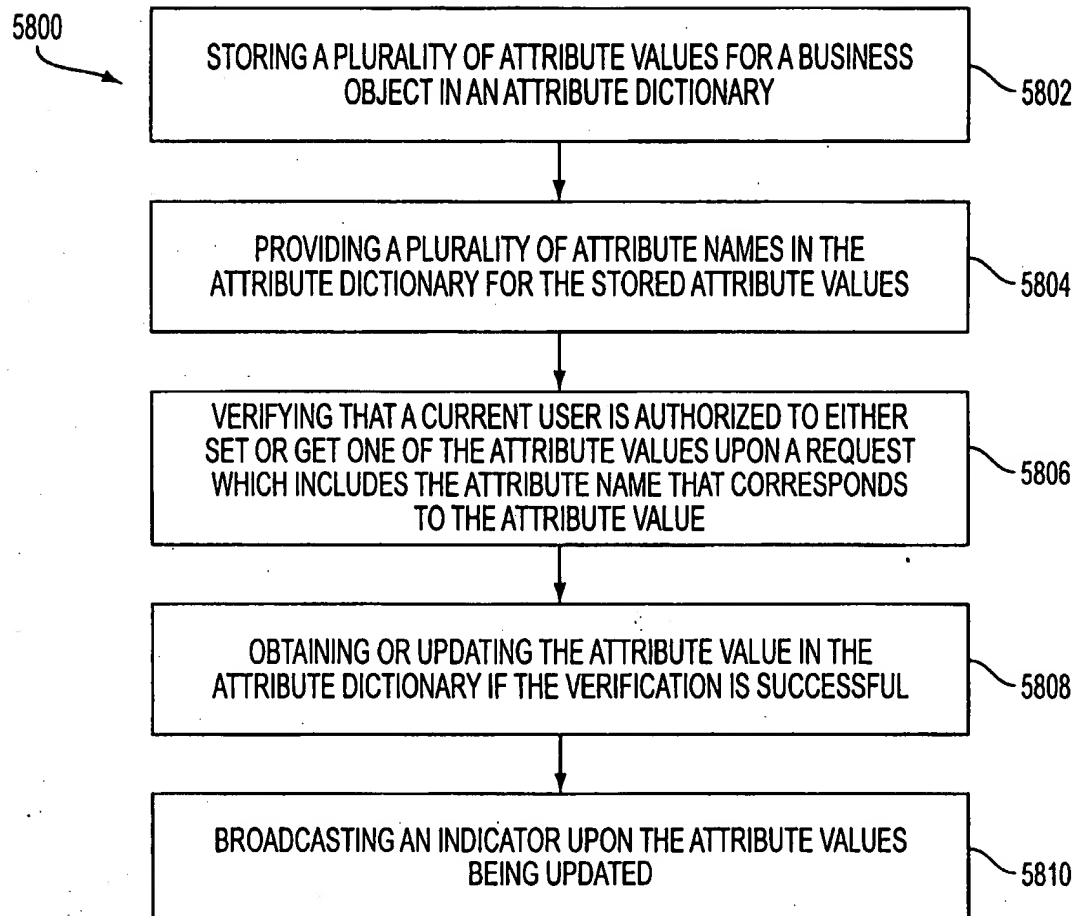 5800
STORING A PLURALITY OF ATTRIBUTE VALUES FOR A BUSINESS
OBJECT IN AN ATTRIBUTE DICTIONARY
5802
PROVIDING A PLURALITY OF ATTRIBUTE NAMES IN THE
ATTRIBUTE DICTIONARY FOR THE STORED ATTRIBUTE VALUES
5804
VERIFYING THAT A CURRENT USER IS AUTHORIZED TO EITHER
SET OR GET ONE OF THE ATTRIBUTE VALUES UPON A REQUEST
WHICH INCLUDES THE ATTRIBUTE NAME THAT CORRESPONDS
TO THE ATTRIBUTE VALUE
5806
OBTAINING OR UPDATING THE ATTRIBUTE VALUE IN THE
ATTRIBUTE DICTIONARY IF THE VERIFICATION IS SUCCESSFUL
5808
BROADCASTING AN INDICATOR UPON THE ATTRIBUTE VALUES
BEING UPDATED
5810